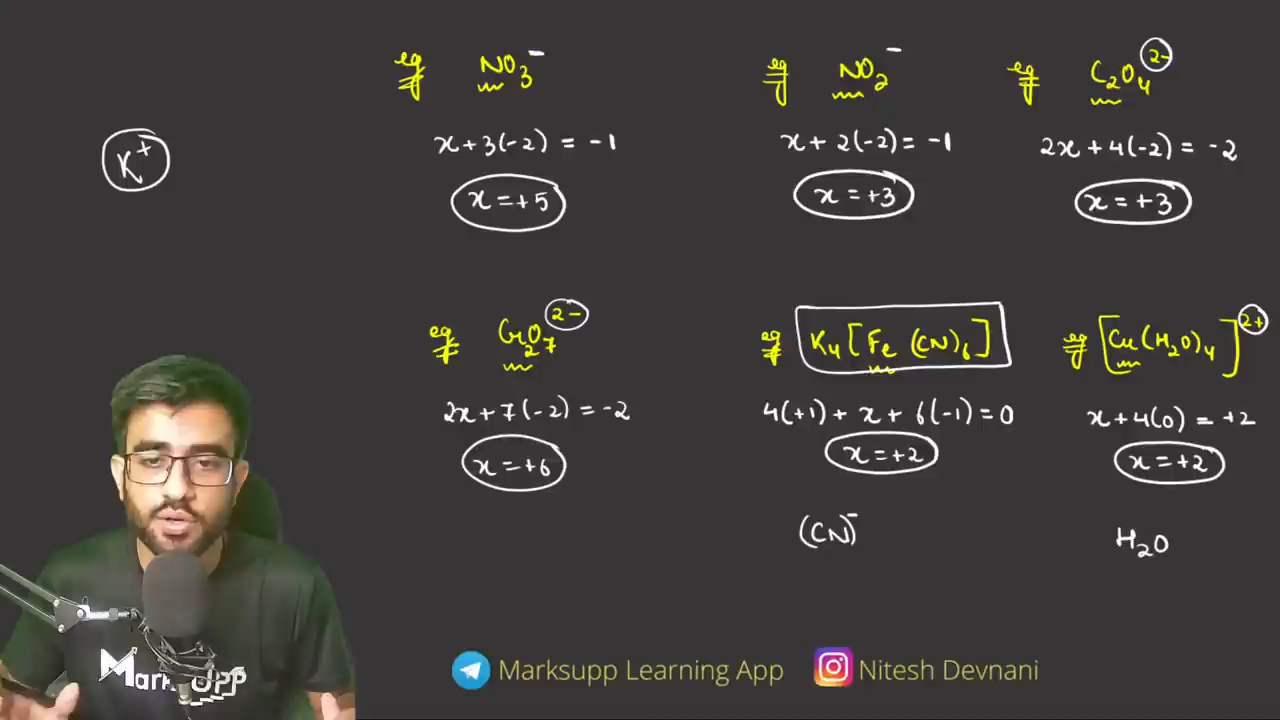 K⁺
eg NO₃⁻
x+3(-2) = -1
x=+5
eg NO₂⁻
x+2(-2)=-1
x=+3
eg C₂O₄²⁻
2x+4(-2)=-2
x=+3
eg Cr₂O₇²⁻
2x+7(-2)=-2
x=+6
eg K₄[Fe(CN)₆]
4(+1)+x+6(-1)=0
x=+2
(CN)⁻
eg [Cu(H₂O)₄]²⁺
x+4(0)=+2
x=+2
H₂O
MarkSUPP
Marksupp Learning App
Nitesh Devnani